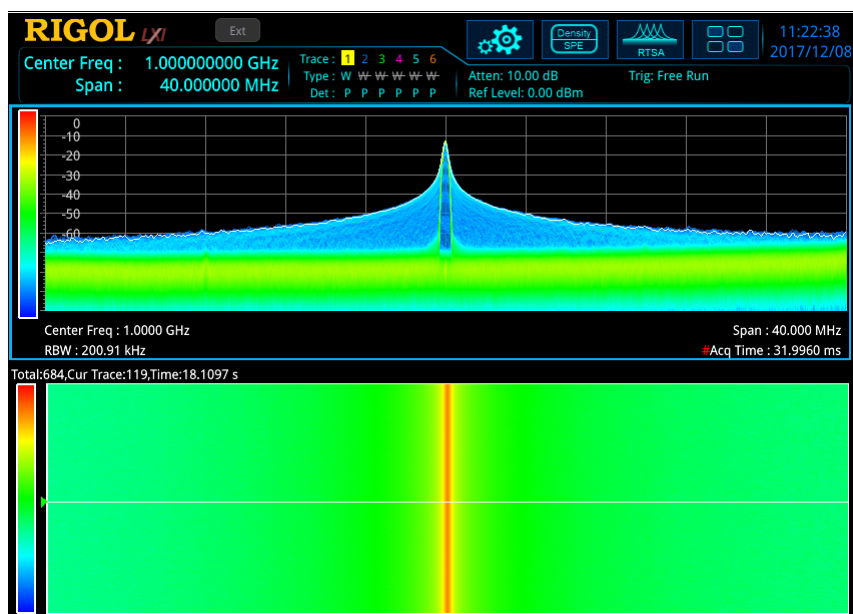 RIGOL LXI Ext
Center Freq : 1.000000000 GHz
Span : 40.000000 MHz
Trace : 1 2 3 4 5 6
Type : W W W W W W
Det : P P P P P P
Atten: 10.00 dB
Ref Level: 0.00 dBm
Trig: Free Run
Density
SPE
RTSA
11:22:38
2017/12/08
0
-10
-20
-30
-40
-50
-60
Center Freq : 1.0000 GHz
Span : 40.000 MHz
RBW : 200.91 kHz
#Acq Time : 31.9960 ms
Total:684,Cur Trace:119,Time:18.1097 s